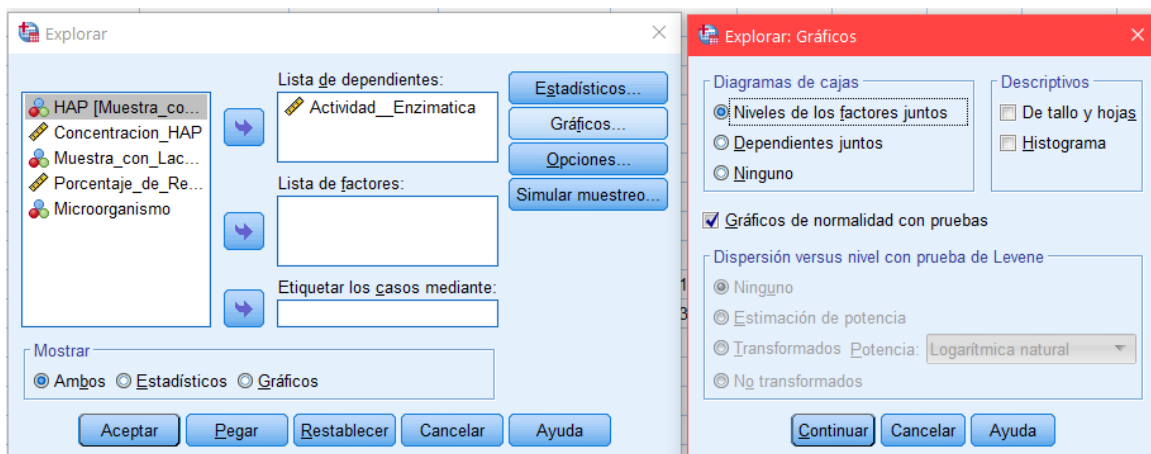 Explorar
Lista de dependientes:
HAP [Muestra_co...
Concentracion_HAP
Muestra_con_Lac...
Porcentaje_de_Re...
Microorganismo
Actividad__Enzimatica
Lista de factores:
Etiquetar los casos mediante:
Estadísticos...
Gráficos...
Opciones...
Simular muestreo...
Mostrar
Ambos Estadísticos Gráficos
Aceptar Pegar Restablecer Cancelar Ayuda
1
3
Explorar: Gráficos
Diagramas de cajas
Niveles de los factores juntos
Dependientes juntos
Ninguno
Descriptivos
De tallo y hojas
Histograma
Gráficos de normalidad con pruebas
Dispersión versus nivel con prueba de Levene
Ninguno
Estimación de potencia
Transformados Potencia: Logarítmica natural
No transformados
Continuar Cancelar Ayuda